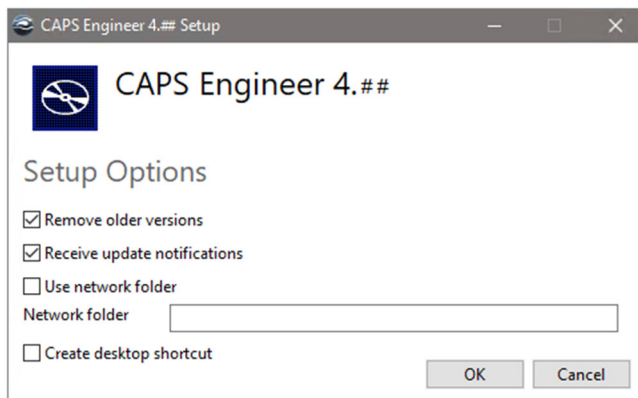 CAPS Engineer 4.## Setup
CAPS Engineer 4.##
Setup Options
Remove older versions
Receive update notifications
Use network folder
Network folder
Create desktop shortcut
OK Cancel